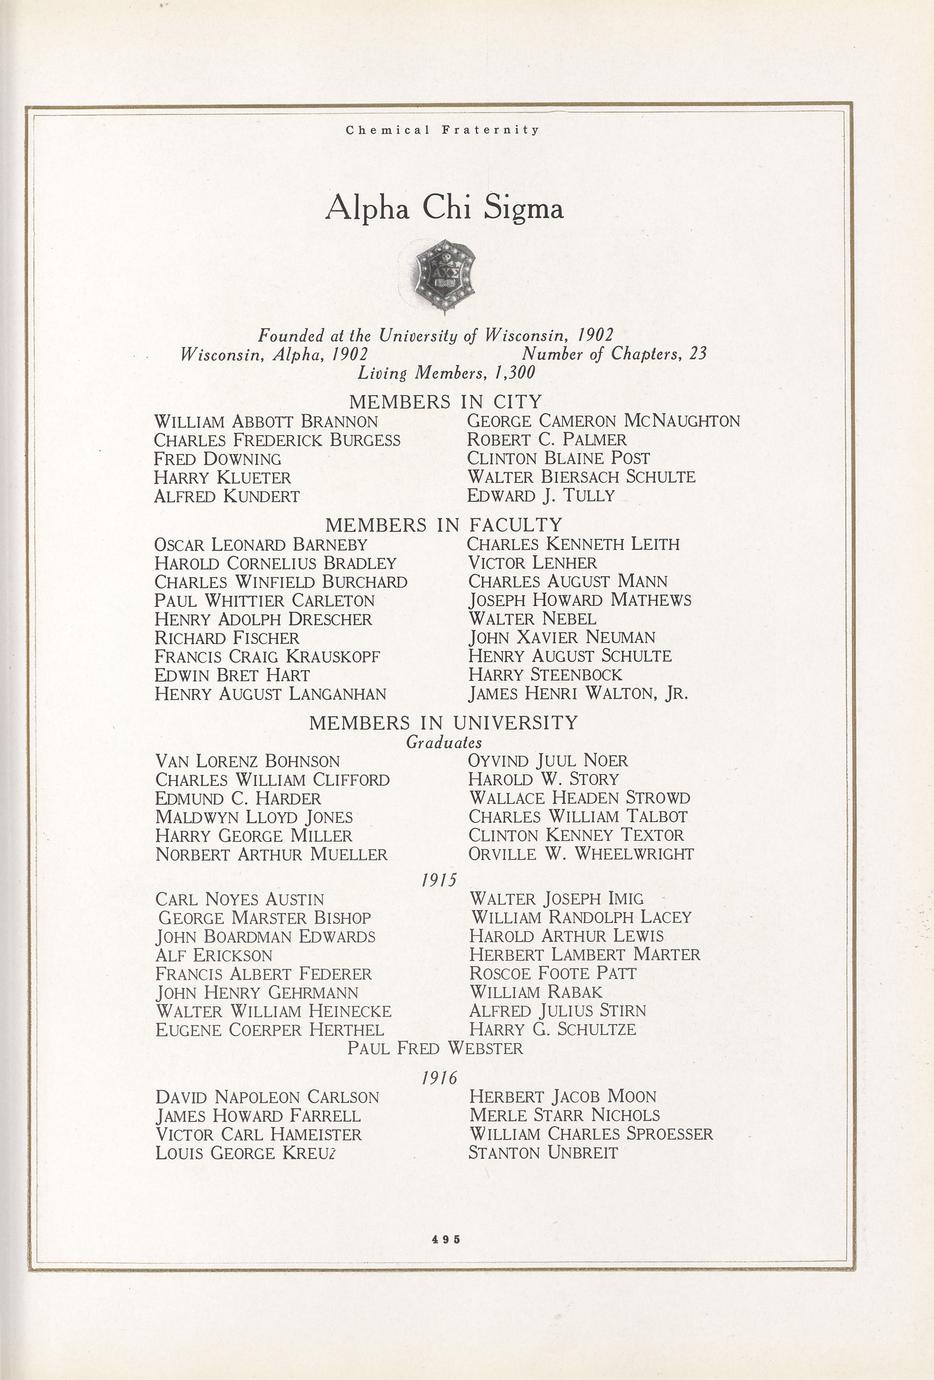 Chemical Fraternity
Alpha Chi Sigma
ΑΧΣ
Founded at the University of Wisconsin, 1902
Wisconsin, Alpha, 1902 Number of Chapters, 23
Living Members, 1,300
MEMBERS IN CITY
WILLIAM ABBOTT BRANNON GEORGE CAMERON MCNAUGHTON
CHARLES FREDERICK BURGESS ROBERT C. PALMER
FRED DOWNING CLINTON BLAINE POST
HARRY KLUETER WALTER BIERSACH SCHULTE
ALFRED KUNDERT EDWARD J. TULLY
MEMBERS IN FACULTY
OSCAR LEONARD BARNEBY CHARLES KENNETH LEITH
HAROLD CORNELIUS BRADLEY VICTOR LENHER
CHARLES WINFIELD BURCHARD CHARLES AUGUST MANN
PAUL WHITTIER CARLETON JOSEPH HOWARD MATHEWS
HENRY ADOLPH DRESCHER WALTER NEBEL
RICHARD FISCHER JOHN XAVIER NEUMAN
FRANCIS CRAIG KRAUSKOPF HENRY AUGUST SCHULTE
EDWIN BRET HART HARRY STEENBOCK
HENRY AUGUST LANGANHAN JAMES HENRI WALTON, JR.
MEMBERS IN UNIVERSITY
Graduates
VAN LORENZ BOHNSON OYVIND JUUL NOER
CHARLES WILLIAM CLIFFORD HAROLD W. STORY
EDMUND C. HARDER WALLACE HEADEN STROWD
MALDWYN LLOYD JONES CHARLES WILLIAM TALBOT
HARRY GEORGE MILLER CLINTON KENNEY TEXTOR
NORBERT ARTHUR MUELLER ORVILLE W. WHEELWRIGHT
1915
CARL NOYES AUSTIN WALTER JOSEPH IMIG
GEORGE MARSTER BISHOP WILLIAM RANDOLPH LACEY
JOHN BOARDMAN EDWARDS HAROLD ARTHUR LEWIS
ALF ERICKSON HERBERT LAMBERT MARTER
FRANCIS ALBERT FEDERER ROSCOE FOOTE PATT
JOHN HENRY GEHRMANN WILLIAM RABAK
WALTER WILLIAM HEINECKE ALFRED JULIUS STIRN
EUGENE COERPER HERTHEL HARRY G. SCHULTZE
PAUL FRED WEBSTER
1916
DAVID NAPOLEON CARLSON HERBERT JACOB MOON
JAMES HOWARD FARRELL MERLE STARR NICHOLS
VICTOR CARL HAMEISTER WILLIAM CHARLES SPROESSER
LOUIS GEORGE KREUZ STANTON UNBREIT
495